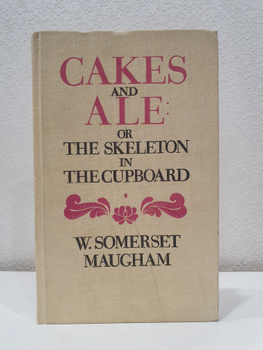 CAKES
AND
ALE:
OR
THE SKELETON
IN
THE CUPBOARD
W. SOMERSET
MAUGHAM